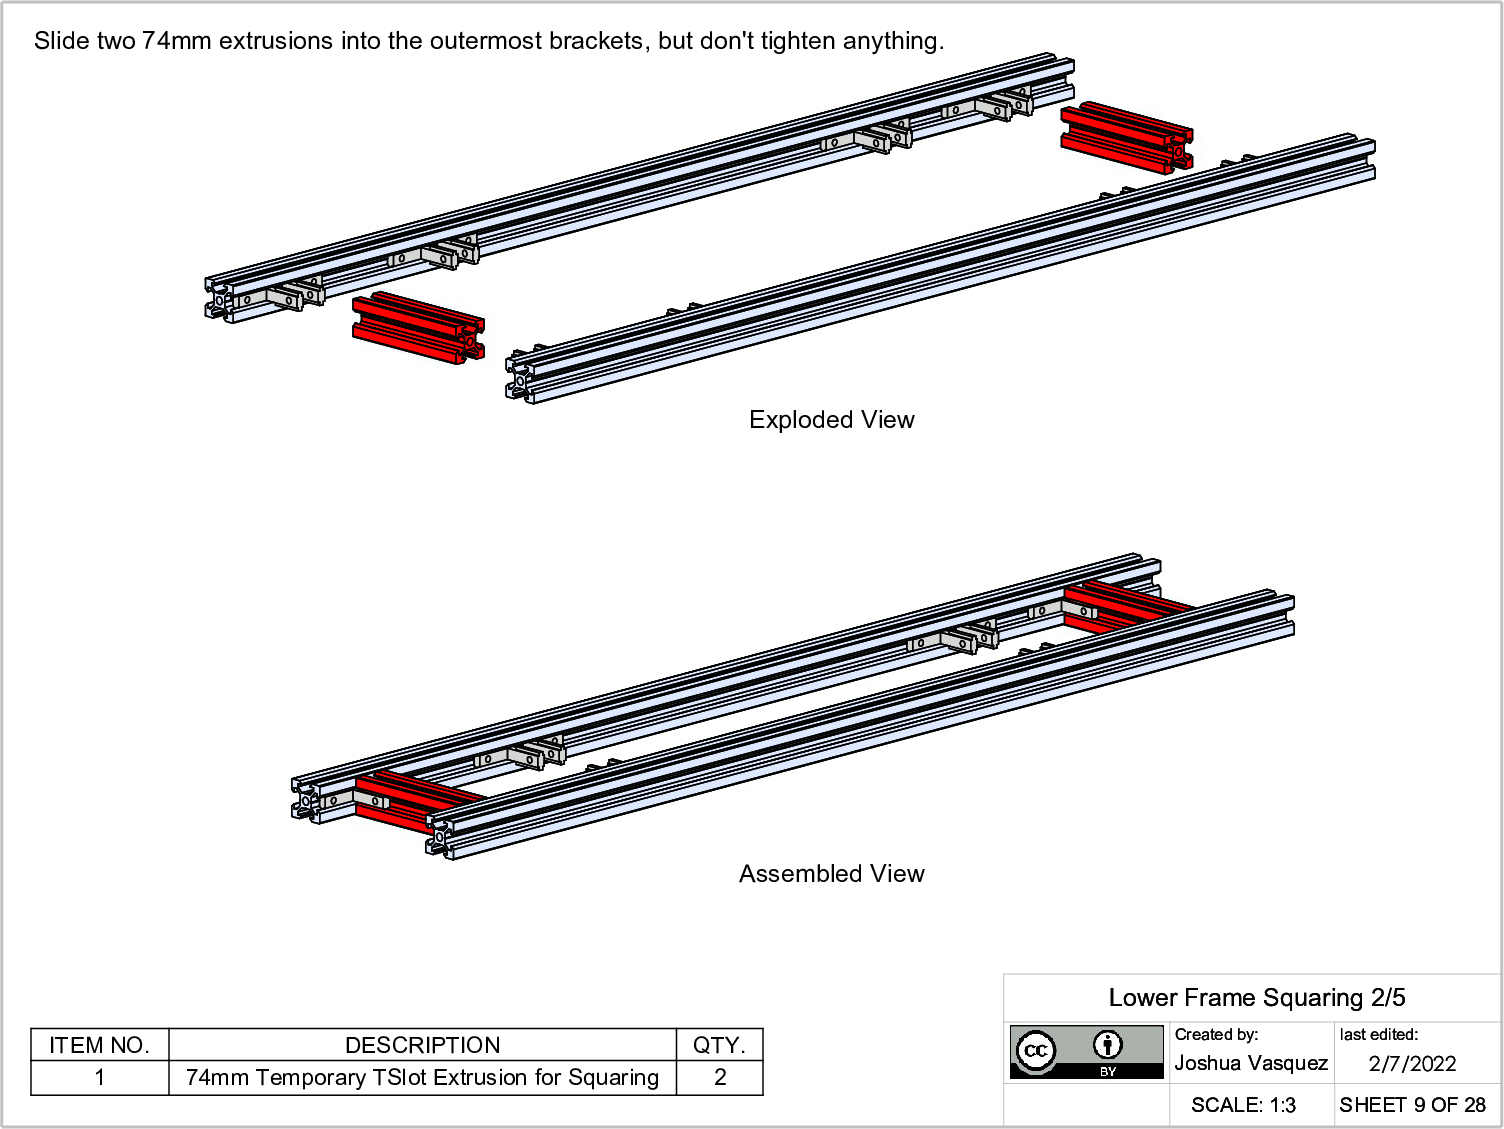 Slide two 74mm extrusions into the outermost brackets, but don't tighten anything.
Exploded View
Assembled View
ITEM NO. DESCRIPTION QTY.
1 74mm Temporary TSlot Extrusion for Squaring 2
Lower Frame Squaring 2/5
cc BY
Created by: last edited:
Joshua Vasquez 2/7/2022
SCALE: 1:3 SHEET 9 OF 28